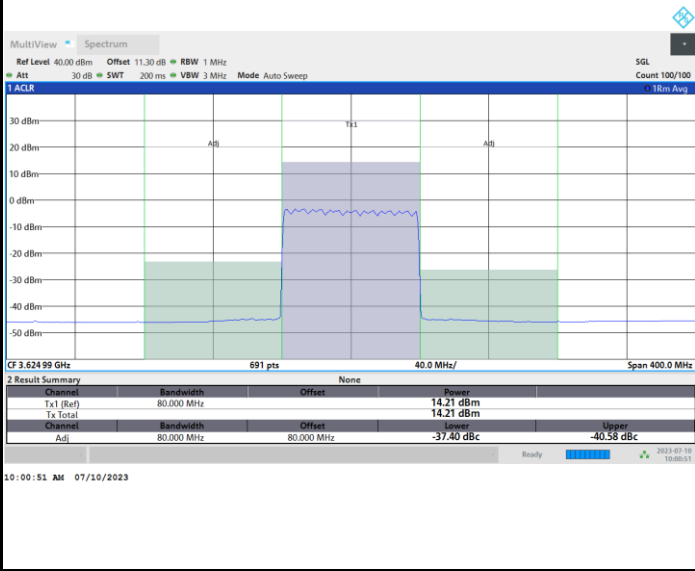 MultiView Spectrum
Ref Level 40.00 dBm Offset 11.30 dB RBW 1 MHz SGL
Att 30 dB SWT 200 ms VBW 3 MHz Mode Auto Sweep Count 100/100
1 ACLR 1Rm Avg
30 dBm
Tx1
20 dBm
Adj Adj
10 dBm
0 dBm
-10 dBm
-20 dBm
-30 dBm
-40 dBm
-50 dBm
CF 3.624 99 GHz 691 pts 40.0 MHz/ Span 400.0 MHz
2 Result Summary None
Channel Bandwidth Offset Power
Tx1 (Ref) 80.000 MHz 14.21 dBm
Tx Total 14.21 dBm
Channel Bandwidth Offset Lower Upper
Adj 80.000 MHz 80.000 MHz -37.40 dBc -40.58 dBc
Ready 2023-07-10
10:00:51
10:00:51 AM 07/10/2023